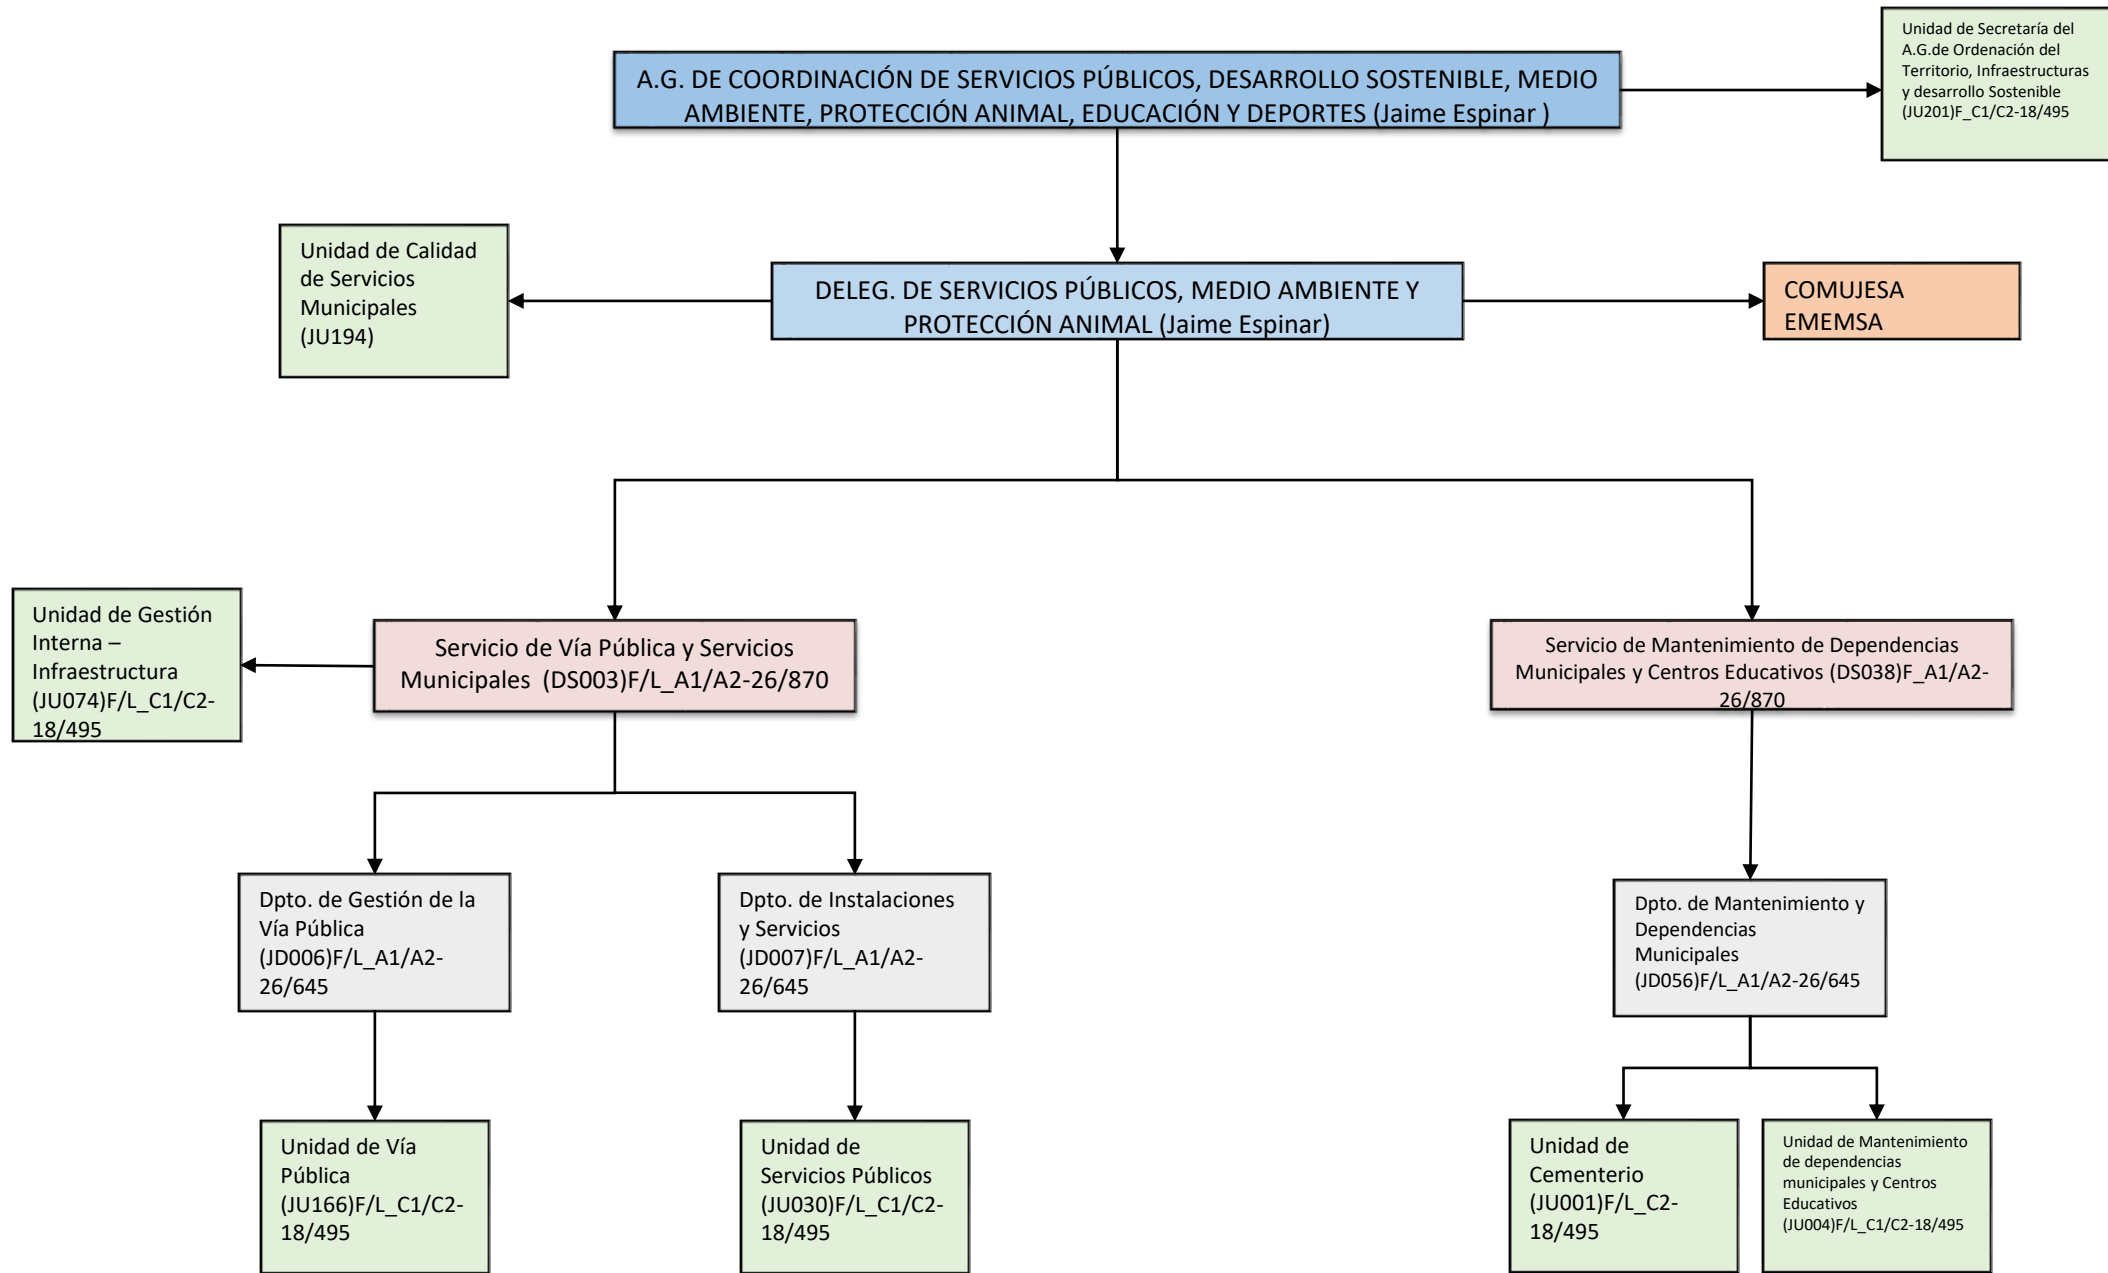 A.G. DE COORDINACIÓN DE SERVICIOS PÚBLICOS, DESARROLLO SOSTENIBLE, MEDIO
AMBIENTE, PROTECCIÓN ANIMAL, EDUCACIÓN Y DEPORTES (Jaime Espinar )
Unidad de Secretaría del
A.G.de Ordenación del
Territorio, Infraestructuras
y desarrollo Sostenible
(JU201)F_C1/C2-18/495
Unidad de Calidad
de Servicios
Municipales
(JU194)
DELEG. DE SERVICIOS PÚBLICOS, MEDIO AMBIENTE Y
PROTECCIÓN ANIMAL (Jaime Espinar)
COMUJESA
EMEMSA
Unidad de Gestión
Interna –
Infraestructura
(JU074)F/L_C1/C2-
18/495
Servicio de Vía Pública y Servicios
Municipales (DS003)F/L_A1/A2-26/870
Servicio de Mantenimiento de Dependencias
Municipales y Centros Educativos (DS038)F_A1/A2-
26/870
Dpto. de Gestión de la
Vía Pública
(JD006)F/L_A1/A2-
26/645
Dpto. de Instalaciones
y Servicios
(JD007)F/L_A1/A2-
26/645
Dpto. de Mantenimiento y
Dependencias
Municipales
(JD056)F/L_A1/A2-26/645
Unidad de Vía
Pública
(JU166)F/L_C1/C2-
18/495
Unidad de
Servicios Públicos
(JU030)F/L_C1/C2-
18/495
Unidad de
Cementerio
(JU001)F/L_C2-
18/495
Unidad de Mantenimiento
de dependencias
municipales y Centros
Educativos
(JU004)F/L_C1/C2-18/495